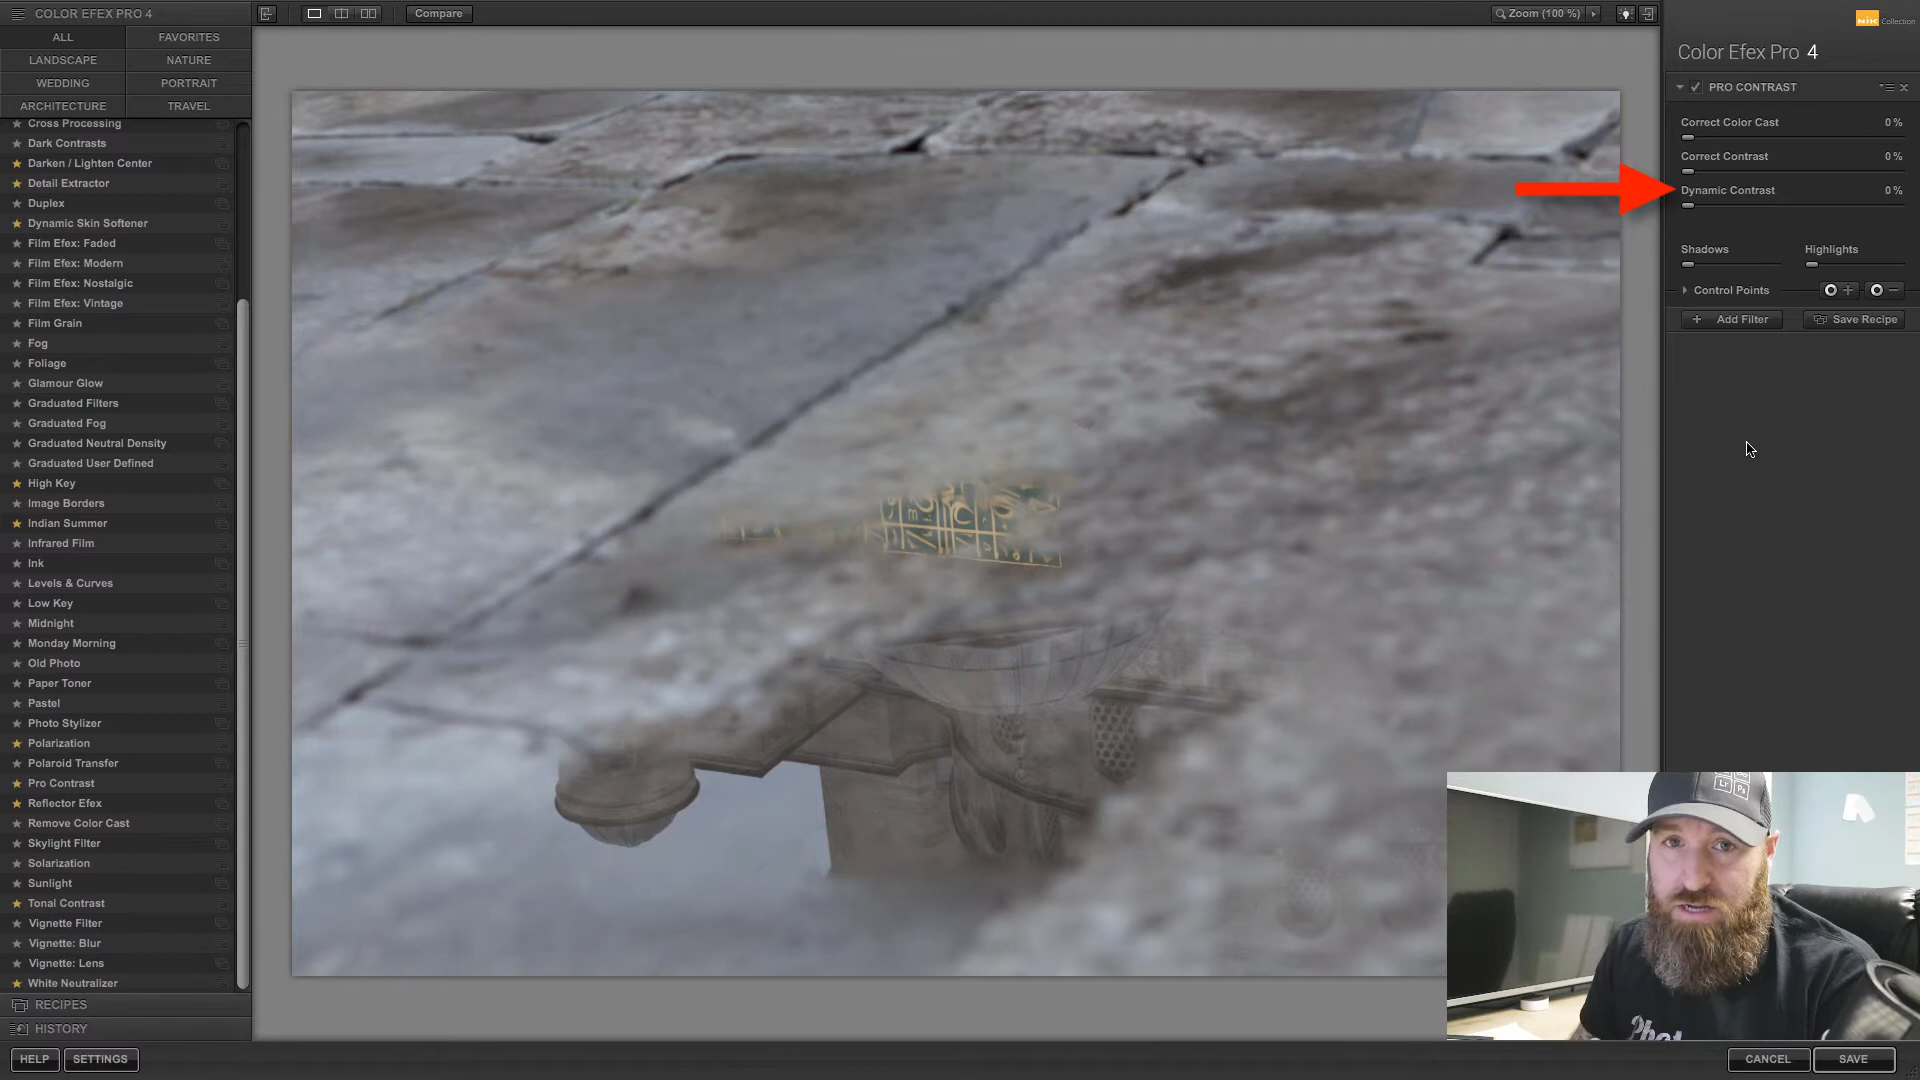 COLOR EFEX PRO 4
Compare
Zoom (100 %)
Nik Collection
ALL
FAVORITES
LANDSCAPE
NATURE
WEDDING
PORTRAIT
ARCHITECTURE
TRAVEL
Cross Processing
Dark Contrasts
Darken / Lighten Center
Detail Extractor
Duplex
Dynamic Skin Softener
Film Efex: Faded
Film Efex: Modern
Film Efex: Nostalgic
Film Efex: Vintage
Film Grain
Fog
Foliage
Glamour Glow
Graduated Filters
Graduated Fog
Graduated Neutral Density
Graduated User Defined
High Key
Image Borders
Indian Summer
Infrared Film
Ink
Levels & Curves
Low Key
Midnight
Monday Morning
Old Photo
Paper Toner
Pastel
Photo Stylizer
Polarization
Polaroid Transfer
Pro Contrast
Reflector Efex
Remove Color Cast
Skylight Filter
Solarization
Sunlight
Tonal Contrast
Vignette Filter
Vignette: Blur
Vignette: Lens
White Neutralizer
RECIPES
HISTORY
HELP
SETTINGS
Color Efex Pro 4
PRO CONTRAST
Correct Color Cast 0 %
Correct Contrast 0 %
Dynamic Contrast 0 %
Shadows
Highlights
Control Points
Add Filter
Save Recipe
Lr Ps
CANCEL
SAVE